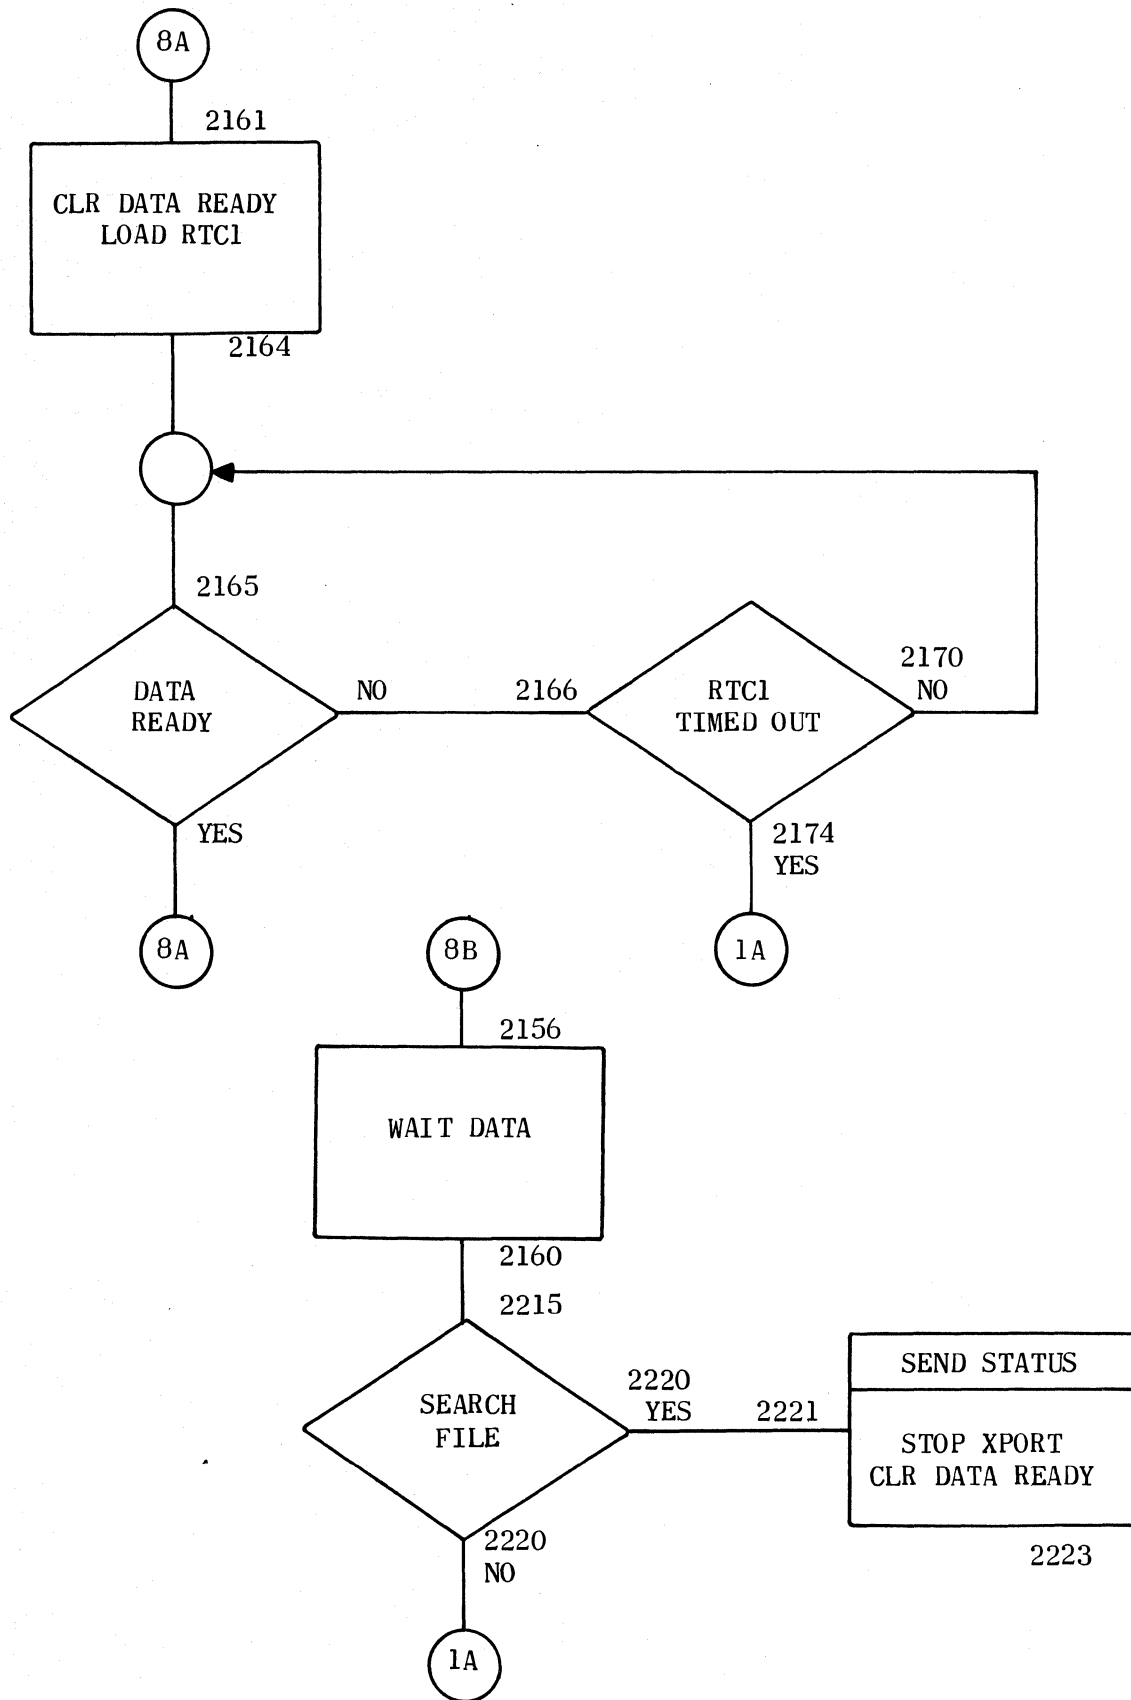 8A
2161
CLR DATA READY
LOAD RTC1
2164
2165
DATA
READY
NO
2166
RTC1
TIMED OUT
2170
NO
YES
2174
YES
8A
8B
1A
2156
WAIT DATA
2160
2215
SEARCH
FILE
2220
YES
2221
SEND STATUS
STOP XPORT
CLR DATA READY
2223
2220
NO
1A